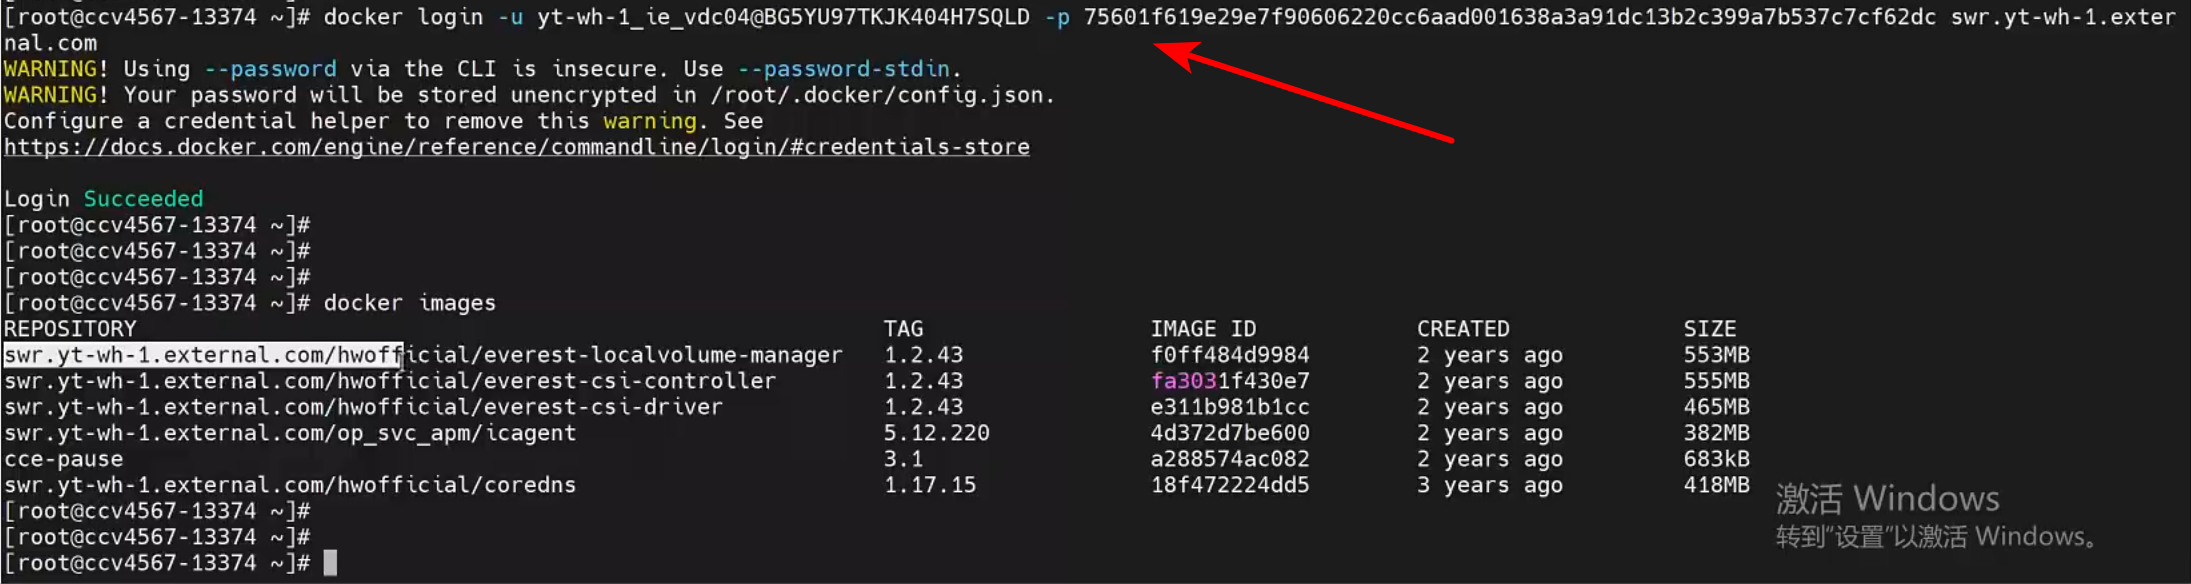 [root@ccv4567-13374 ~]# docker login -u yt-wh-1_ie_vdc04@BG5YU97TKJK404H7SQLD -p 75601f619e29e7f90606220cc6aad001638a3a91dc13b2c399a7b537c7cf62dc swr.yt-wh-1.exter
nal.com
WARNING! Using --password via the CLI is insecure. Use --password-stdin.
WARNING! Your password will be stored unencrypted in /root/.docker/config.json.
Configure a credential helper to remove this warning. See
https://docs.docker.com/engine/reference/commandline/login/#credentials-store
Login Succeeded
[root@ccv4567-13374 ~]#
[root@ccv4567-13374 ~]#
[root@ccv4567-13374 ~]#
[root@ccv4567-13374 ~]# docker images
REPOSITORY TAG IMAGE ID CREATED SIZE
swr.yt-wh-1.external.com/hwofficial/everest-localvolume-manager 1.2.43 f0ff484d9984 2 years ago 553MB
swr.yt-wh-1.external.com/hwofficial/everest-csi-controller 1.2.43 fa3031f430e7 2 years ago 555MB
swr.yt-wh-1.external.com/hwofficial/everest-csi-driver 1.2.43 e311b981b1cc 2 years ago 465MB
swr.yt-wh-1.external.com/op_svc_apm/icagent 5.12.220 4d372d7be600 2 years ago 382MB
cce-pause 3.1 a288574ac082 2 years ago 683kB
swr.yt-wh-1.external.com/hwofficial/coredns 1.17.15 18f472224dd5 3 years ago 418MB
[root@ccv4567-13374 ~]#
[root@ccv4567-13374 ~]#
[root@ccv4567-13374 ~]#
激活 Windows
转到“设置”以激活 Windows。